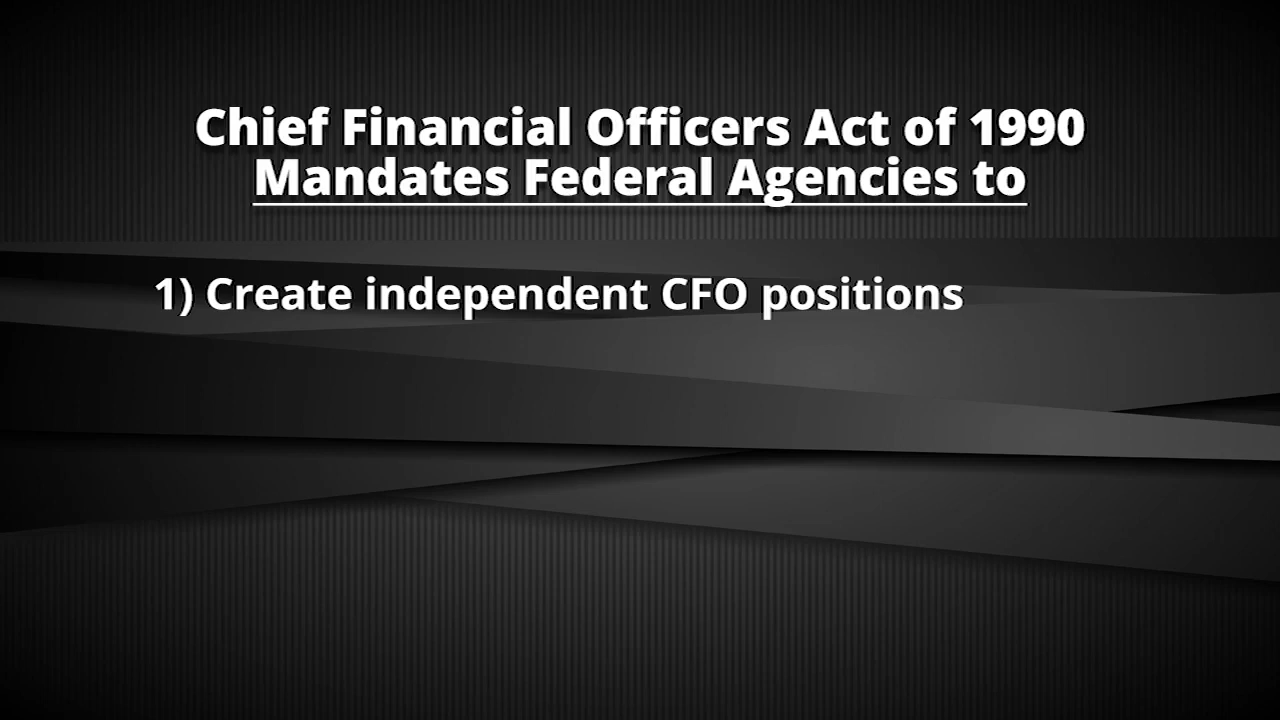 Chief Financial Officers Act of 1990
Mandates Federal Agencies to
1) Create independent CFO positions